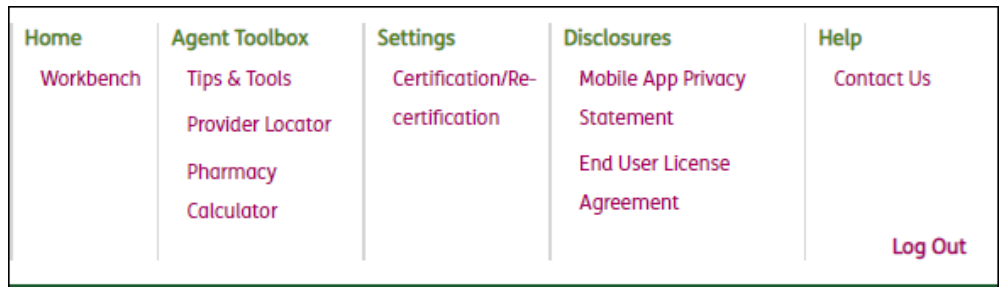 Home
Workbench
Agent Toolbox
Tips & Tools
Provider Locator
Pharmacy
Calculator
Settings
Certification/Re-
certification
Disclosures
Mobile App Privacy
Statement
End User License
Agreement
Help
Contact Us
Log Out